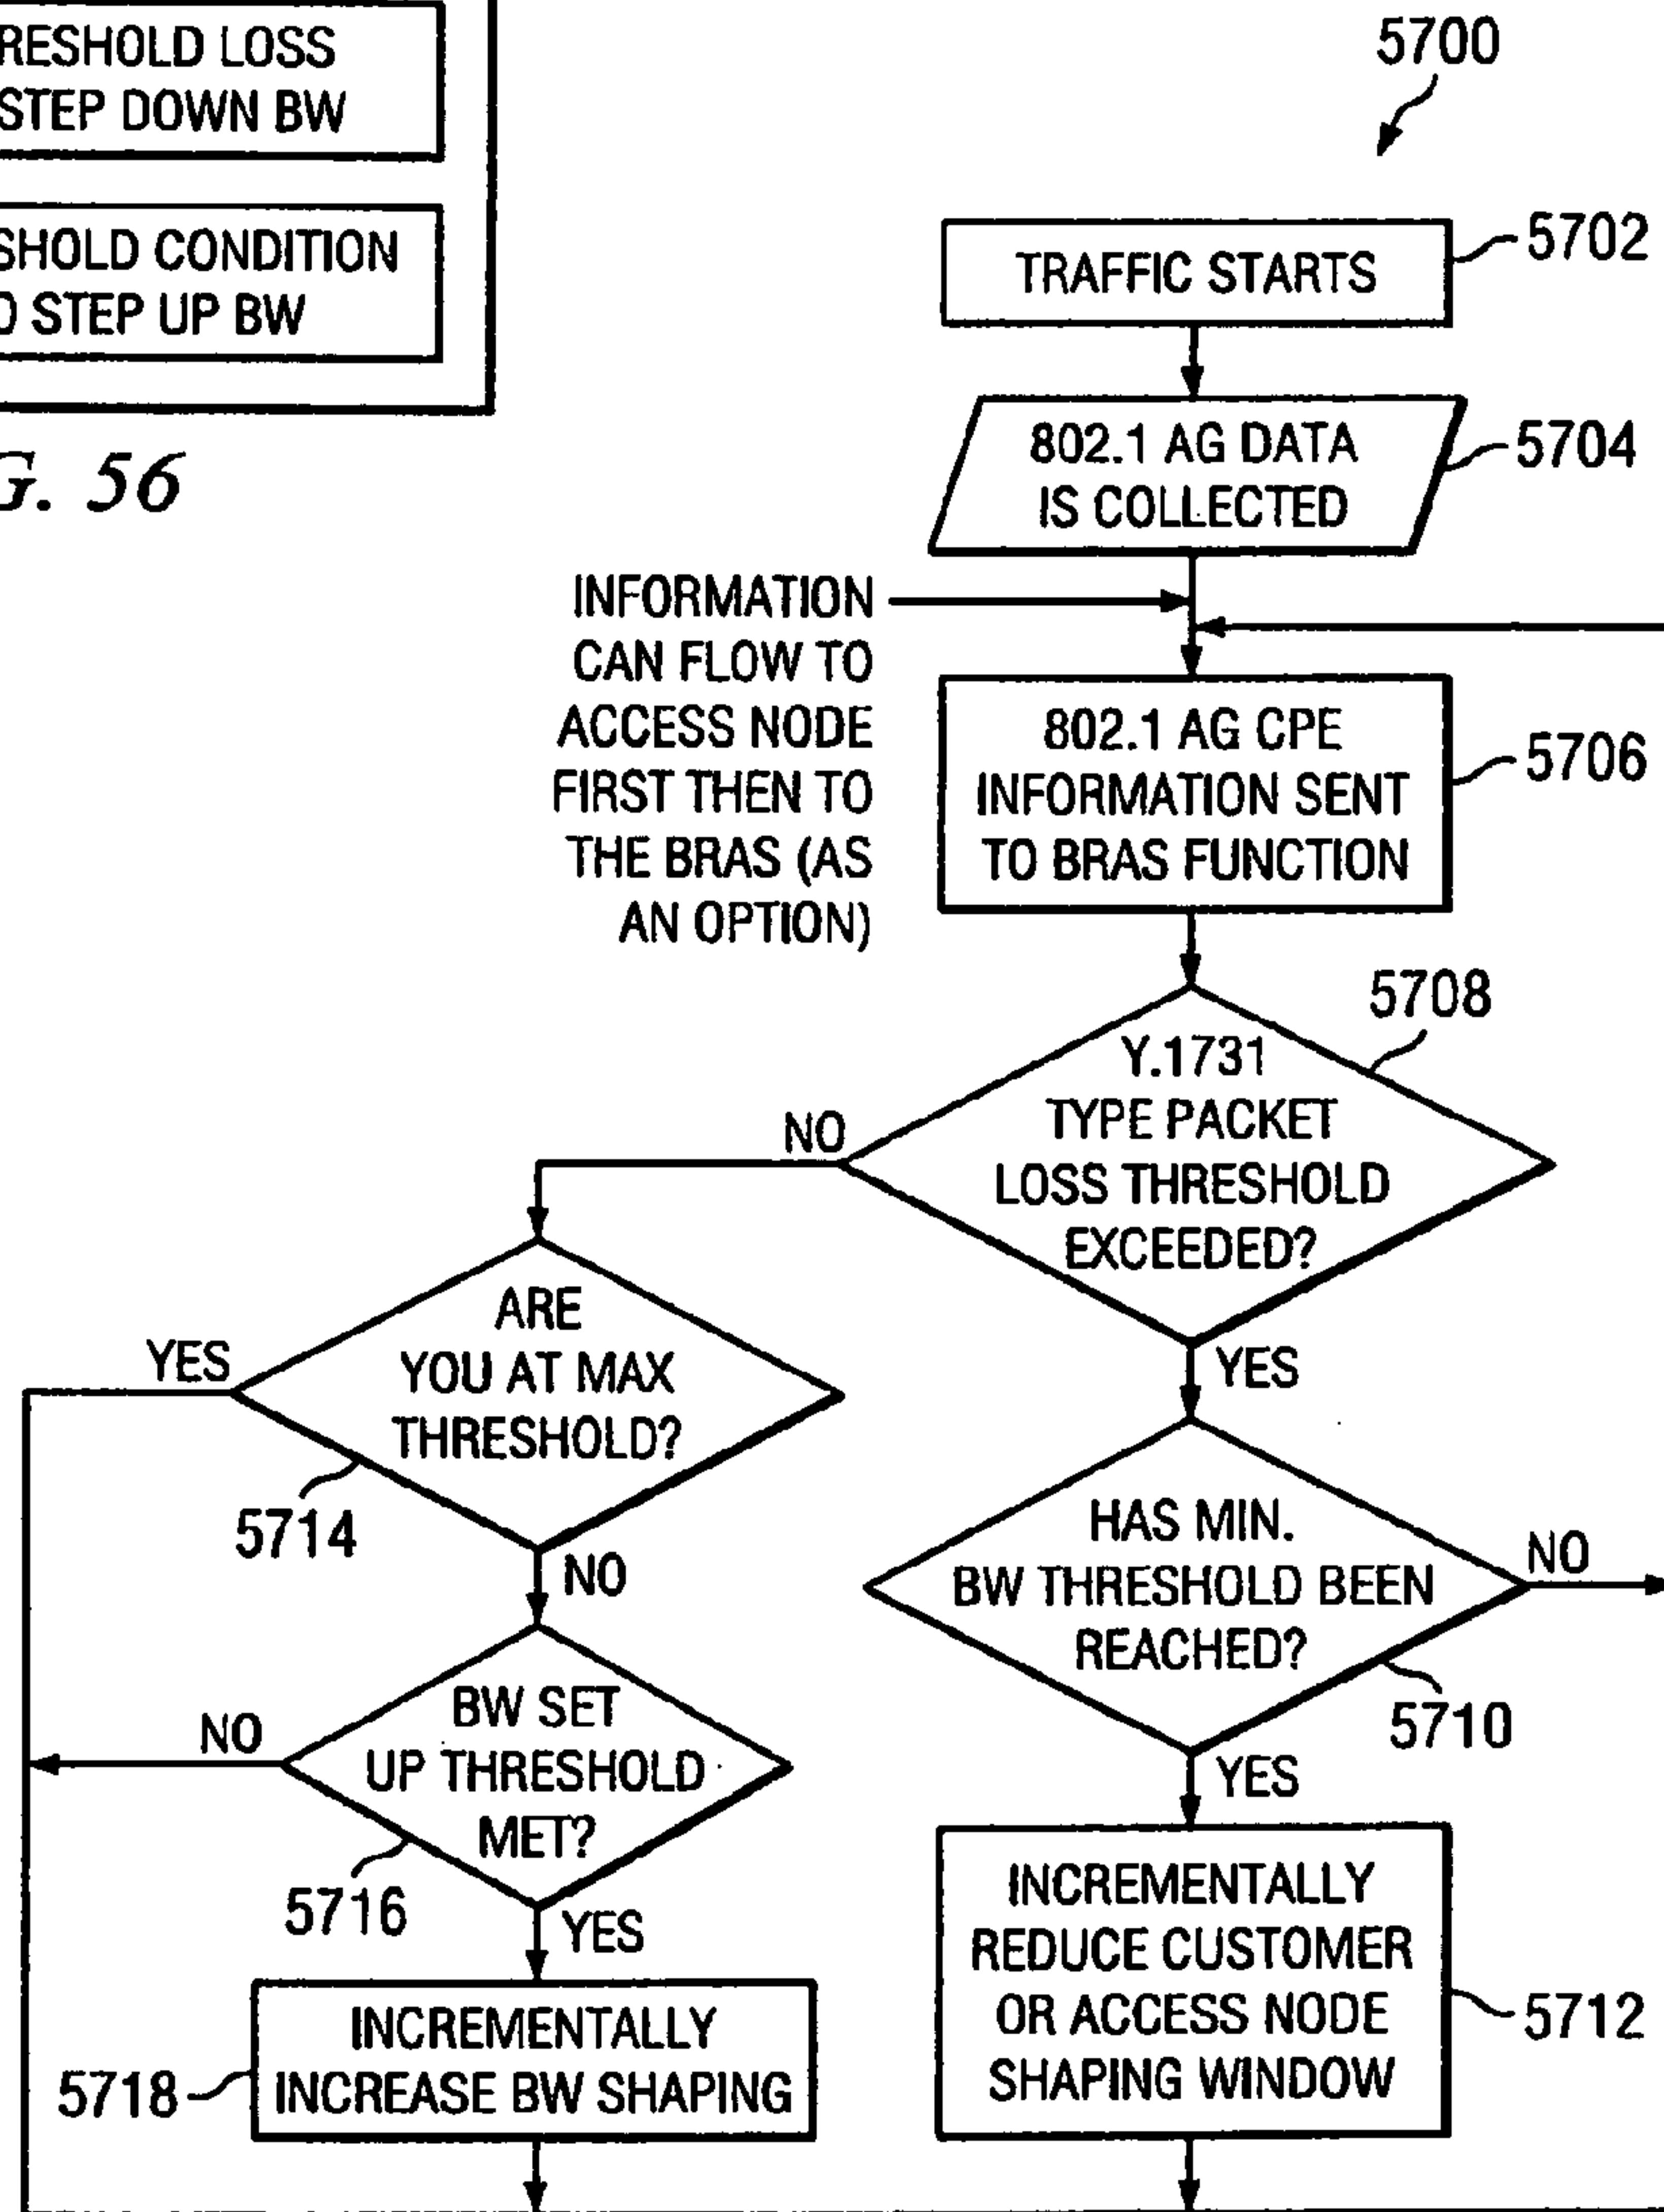 RESHOLD LOSS
STEP DOWN BW
SHOLD CONDITION
STEP UP BW
G. 56
5700
TRAFFIC STARTS
5702
802.1 AG DATA
IS COLLECTED
5704
INFORMATION
CAN FLOW TO
ACCESS NODE
FIRST THEN TO
THE BRAS (AS
AN OPTION)
802.1 AG CPE
INFORMATION SENT
TO BRAS FUNCTION
5706
5708
Y.1731
TYPE PACKET
LOSS THRESHOLD
EXCEEDED?
NO
YES
ARE
YOU AT MAX
THRESHOLD?
YES
5714
NO
HAS MIN.
BW THRESHOLD BEEN
REACHED?
NO
5710
YES
BW SET
UP THRESHOLD
MET?
NO
5716
YES
INCREMENTALLY
INCREASE BW SHAPING
5718
INCREMENTALLY
REDUCE CUSTOMER
OR ACCESS NODE
SHAPING WINDOW
5712